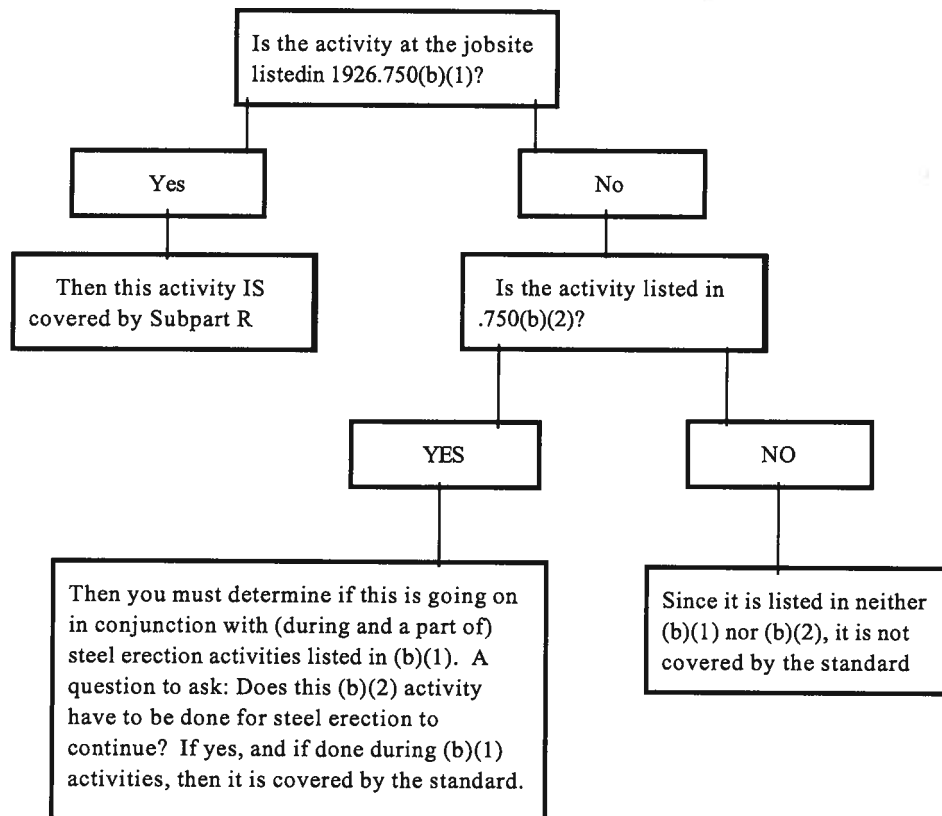 Is the activity at the jobsite
listedin 1926.750(b)(1)?
Yes
No
Then this activity IS
covered by Subpart R
Is the activity listed in
.750(b)(2)?
YES
NO
Then you must determine if this is going on
in conjunction with (during and a part of)
steel erection activities listed in (b)(1).  A
question to ask: Does this (b)(2) activity
have to be done for steel erection to
continue?  If yes, and if done during (b)(1)
activities, then it is covered by the standard.
Since it is listed in neither
(b)(1) nor (b)(2), it is not
covered by the standard